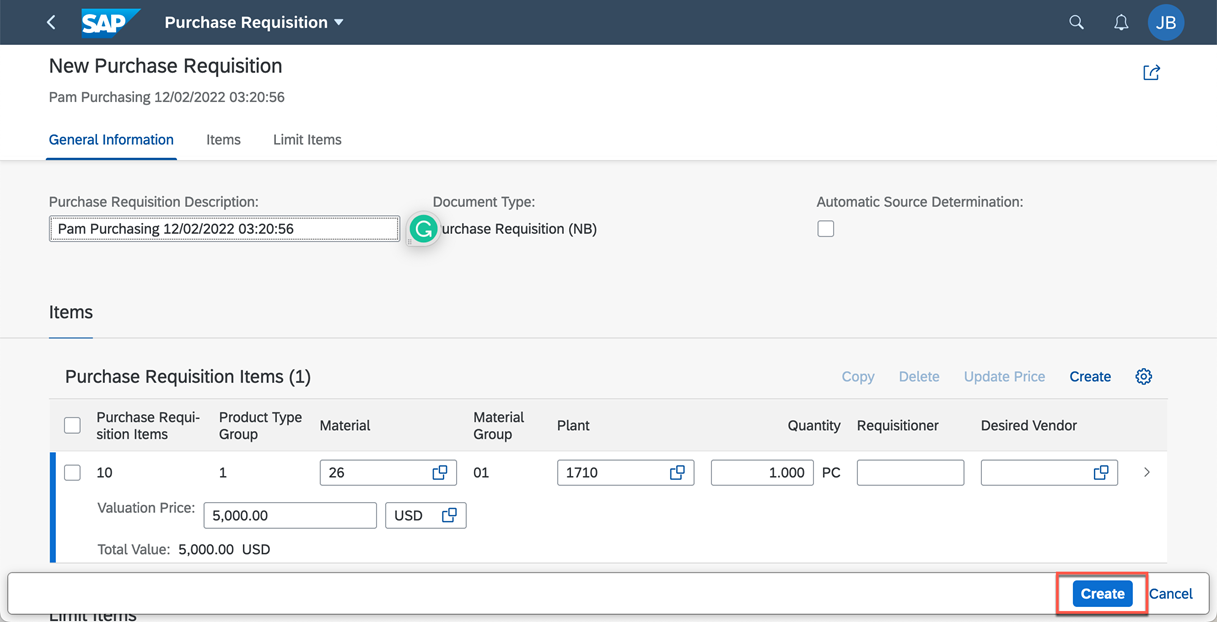 SAP Purchase Requisition JB
New Purchase Requisition
Pam Purchasing 12/02/2022 03:20:56
General Information Items Limit Items
Purchase Requisition Description: Document Type: Automatic Source Determination:
Pam Purchasing 12/02/2022 03:20:56 G urchase Requisition (NB)
Items
Purchase Requisition Items (1) Copy Delete Update Price Create
Purchase Requi-
sition Items
Product Type
Group
Material
Material
Group
Plant Quantity Requisitioner Desired Vendor
10 1 26 01 1710 1.000 PC
Valuation Price: 5,000.00 USD
Total Value: 5,000.00 USD
Create Cancel
Limit Items